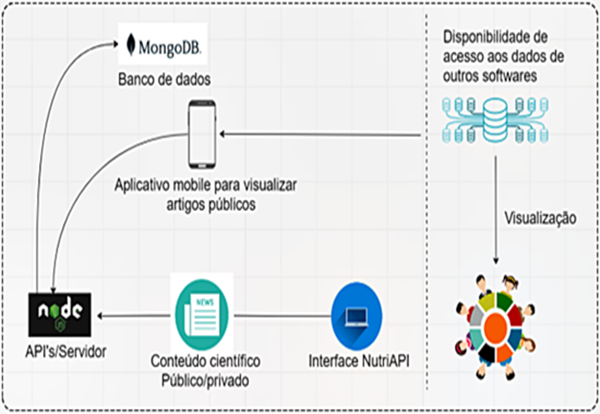 MongoDB.
Banco de dados
Disponibilidade de
acesso aos dados de
outros softwares
Aplicativo mobile para visualizar
artigos públicos
Visualização
node
JS
API's/Servidor
NEWS
Conteúdo científico
Público/privado
Interface NutriAPI